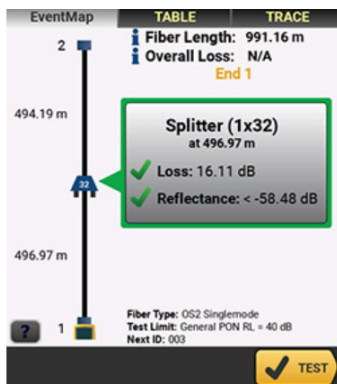 EventMap
TABLE
TRACE
2
Fiber Length: 991.16 m
Overall Loss: N/A
End 1
494.19 m
Splitter (1x32)
at 496.97 m
Loss: 16.11 dB
32
Reflectance: < -58.48 dB
496.97 m
Fiber Type: OS2 Singlemode
Test Limit: General PON RL = 40 dB
Next ID: 003
?
1
TEST